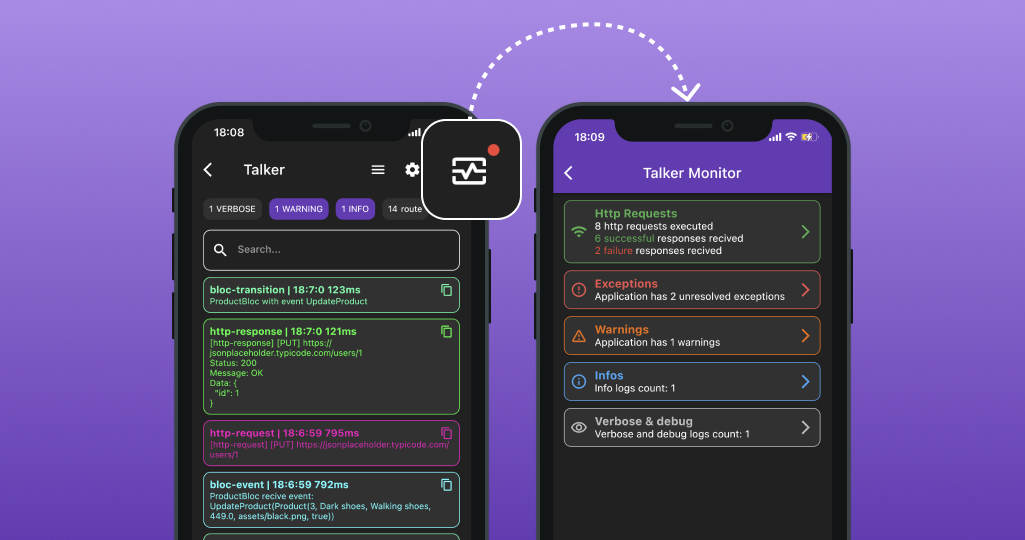 18:08
Talker
1 VERBOSE
1 WARNING
1 INFO
14 route
Search...
bloc-transition | 18:7:0 123ms
ProductBloc with event UpdateProduct
http-response | 18:7:0 121ms
[http-response] [PUT] https://
jsonplaceholder.typicode.com/users/1
Status: 200
Message: OK
Data: {
"id": 1
}
http-request | 18:6:59 795ms
[http-request] [PUT] https://jsonplaceholder.typicode.com/
users/1
bloc-event | 18:6:59 792ms
ProductBloc recive event:
UpdateProduct(Product(3, Dark shoes, Walking shoes,
449.0, assets/black.png, true))
18:09
Talker Monitor
Http Requests
8 http requests executed
6 successful responses recived
2 failure responses recived
Exceptions
Application has 2 unresolved exceptions
Warnings
Application has 1 warnings
Infos
Info logs count: 1
Verbose & debug
Verbose and debug logs count: 1